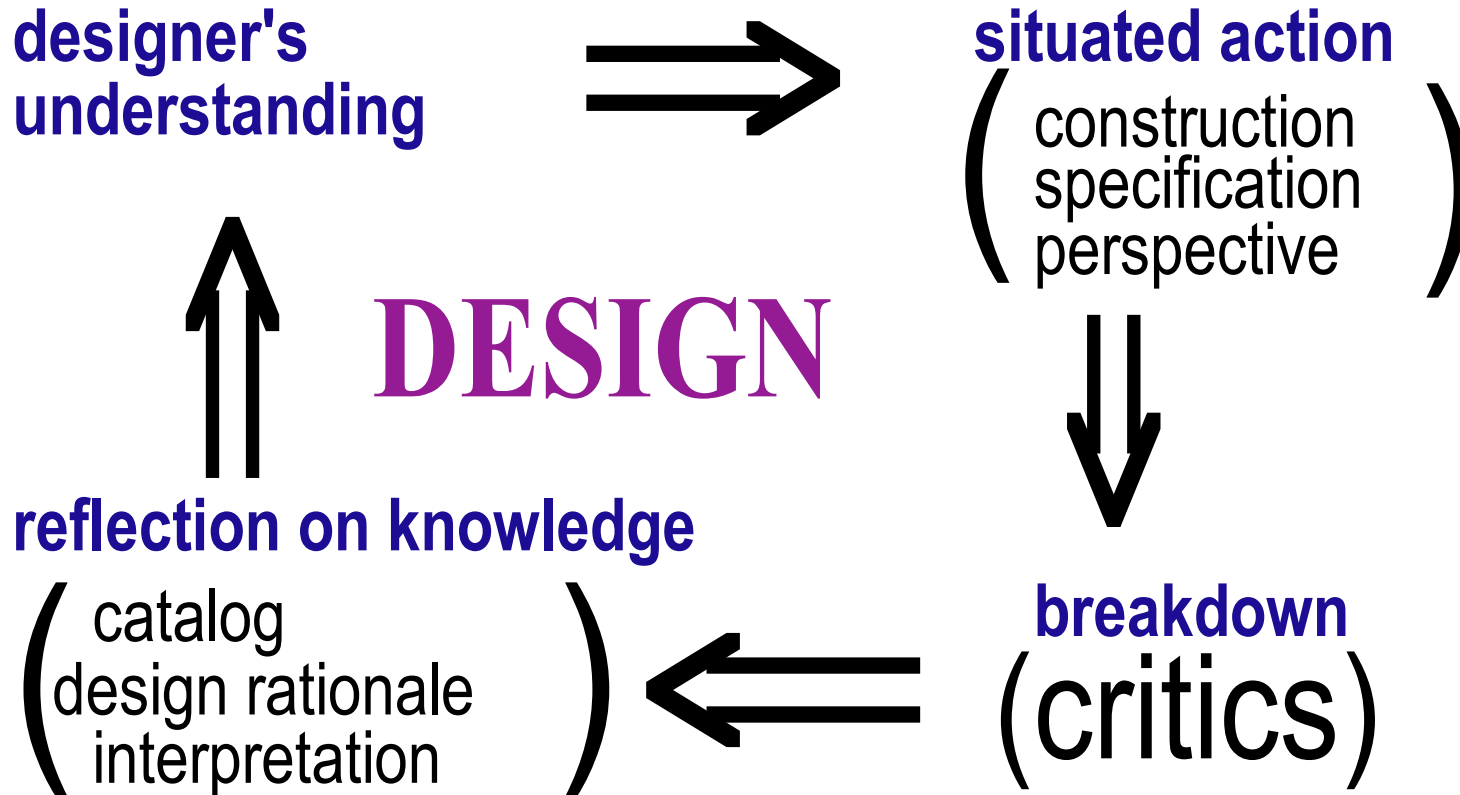 designer's
understanding
situated action
(construction
specification
perspective)
DESIGN
reflection on knowledge
(catalog
design rationale
interpretation)
breakdown
(critics)